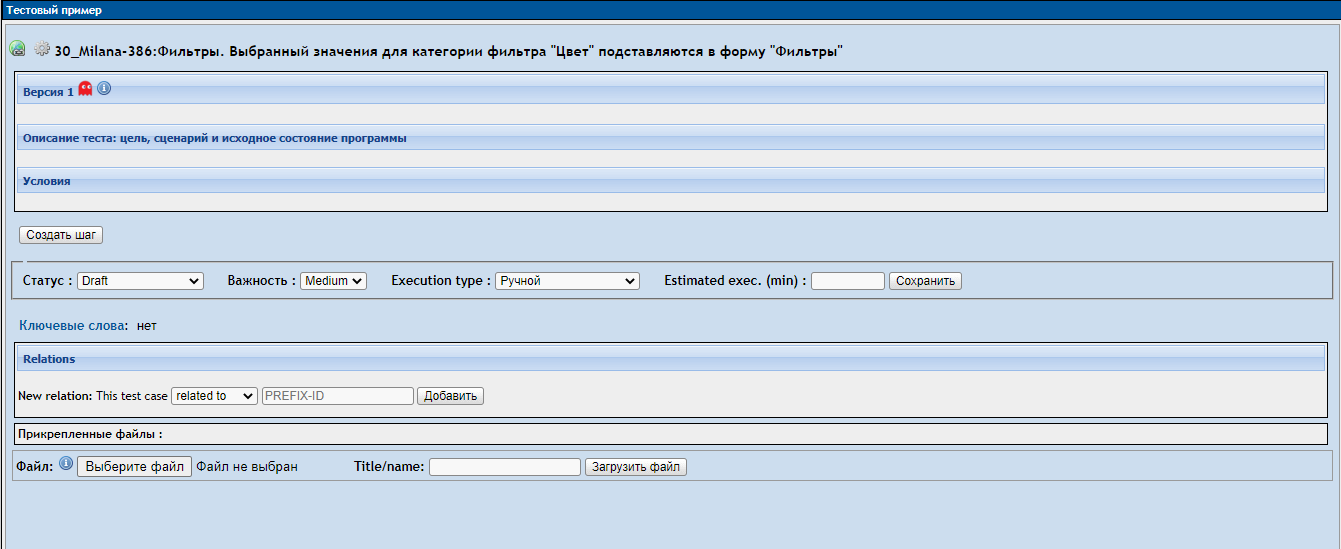 Тестовый пример
30_Milana-386:Фильтры. Выбранный значения для категории фильтра "Цвет" подставляются в форму "Фильтры"
Версия 1
Описание теста: цель, сценарий и исходное состояние программы
Условия
Создать шаг
Статус : Draft Важность : Medium Execution type : Ручной Estimated exec. (min) : Сохранить
Ключевые слова: нет
Relations
New relation: This test case related to PREFIX-ID Добавить
Прикрепленные файлы :
Файл: Выберите файл Файл не выбран Title/name: Загрузить файл